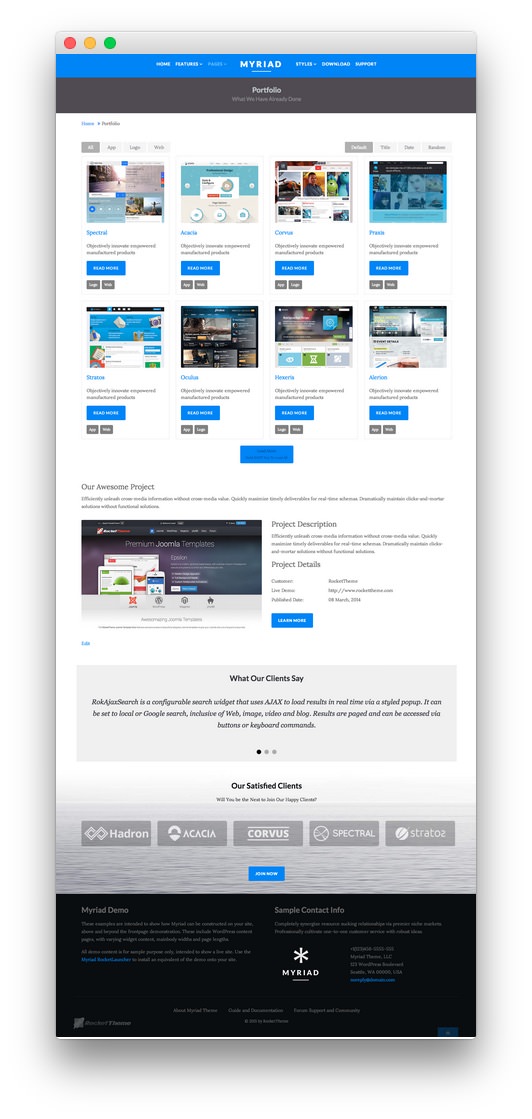 HOME FEATURES PAGES MYRIAD STYLES DOWNLOAD SUPPORT
Portfolio
What We Have Already Done
Home Portfolio
All App Logo Web Default Title Date Random
Spectral Acacia Corvus Praxis
Objectively innovate empowered Objectively innovate empowered Objectively innovate empowered Objectively innovate empowered
manufactured products manufactured products manufactured products manufactured products
READ MORE READ MORE READ MORE READ MORE
Logo Web App Web App Logo Logo Web
Stratos Oculus Hexeris Alerion
Objectively innovate empowered Objectively innovate empowered Objectively innovate empowered Objectively innovate empowered
manufactured products manufactured products manufactured products manufactured products
READ MORE READ MORE READ MORE READ MORE
App Web App Logo App Logo App Web
Our Awesome Project
Efficiently unleash cross-media information without cross-media value. Quickly maximize timely deliverables for real-time schemas. Dramatically maintain clicks-and-mortar
solutions without functional solutions.
RocketTheme
Premium Joomla Templates
Epsilon
Awesomazing Joomla Templates
Project Description
Efficiently unleash cross-media information without cross-media value. Quickly
maximize timely deliverables for real-time schemas. Dramatically maintain clicks-
and-mortar solutions without functional solutions.
Project Details
Customer: RocketTheme
Live Demo: http://www.rockettheme.com
Published Date: 08 March, 2014
LEARN MORE
Edit
What Our Clients Say
RokAjaxSearch is a configurable search widget that uses AJAX to load results in real time via a styled popup. It can
be set to local or Google search, inclusive of Web, image, video and blog. Results are paged and can be accessed via
buttons or keyboard commands.
Our Satisfied Clients
Will You be the Next to Join Our Happy Clients?
Hadron ACACIA CORVUS SPECTRAL stratos
JOIN NOW
Myriad Demo
These examples are intended to show how Myriad can be constructed on your site,
above and beyond the frontpage demonstration. These include WordPress content
pages, with varying widget content, mainbody widths and page lengths.
All demo content is for sample purpose only, intended to show a live site. Use the
Myriad RocketLauncher to install an equivalent of the demo onto your site.
Sample Contact Info
Completely synergize resource sucking relationships via premier niche markets.
Professionally cultivate one-to-one customer service with robust ideas.
MYRIAD
Myriad Theme, LLC
WordPress Boulevard
Seattle, WA 00000, USA
noreply@domain.com
About Myriad Theme Guide and Documentation Forum Support and Community
RocketTheme
by RocketTheme